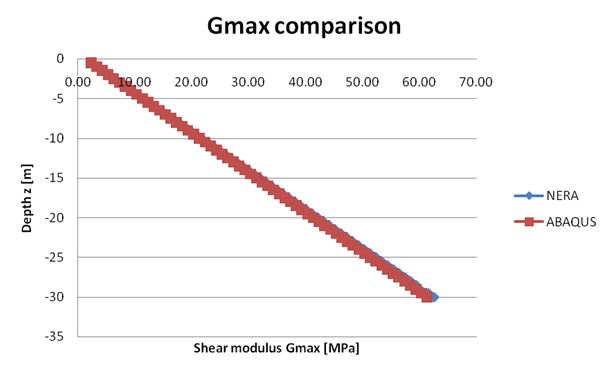 Gmax comparison
0
0.00 10.00 20.00 30.00 40.00 50.00 60.00 70.00
-5
-10
-15
-20
-25
-30
-35
Depth z [m]
NERA
ABAQUS
Shear modulus Gmax [MPa]